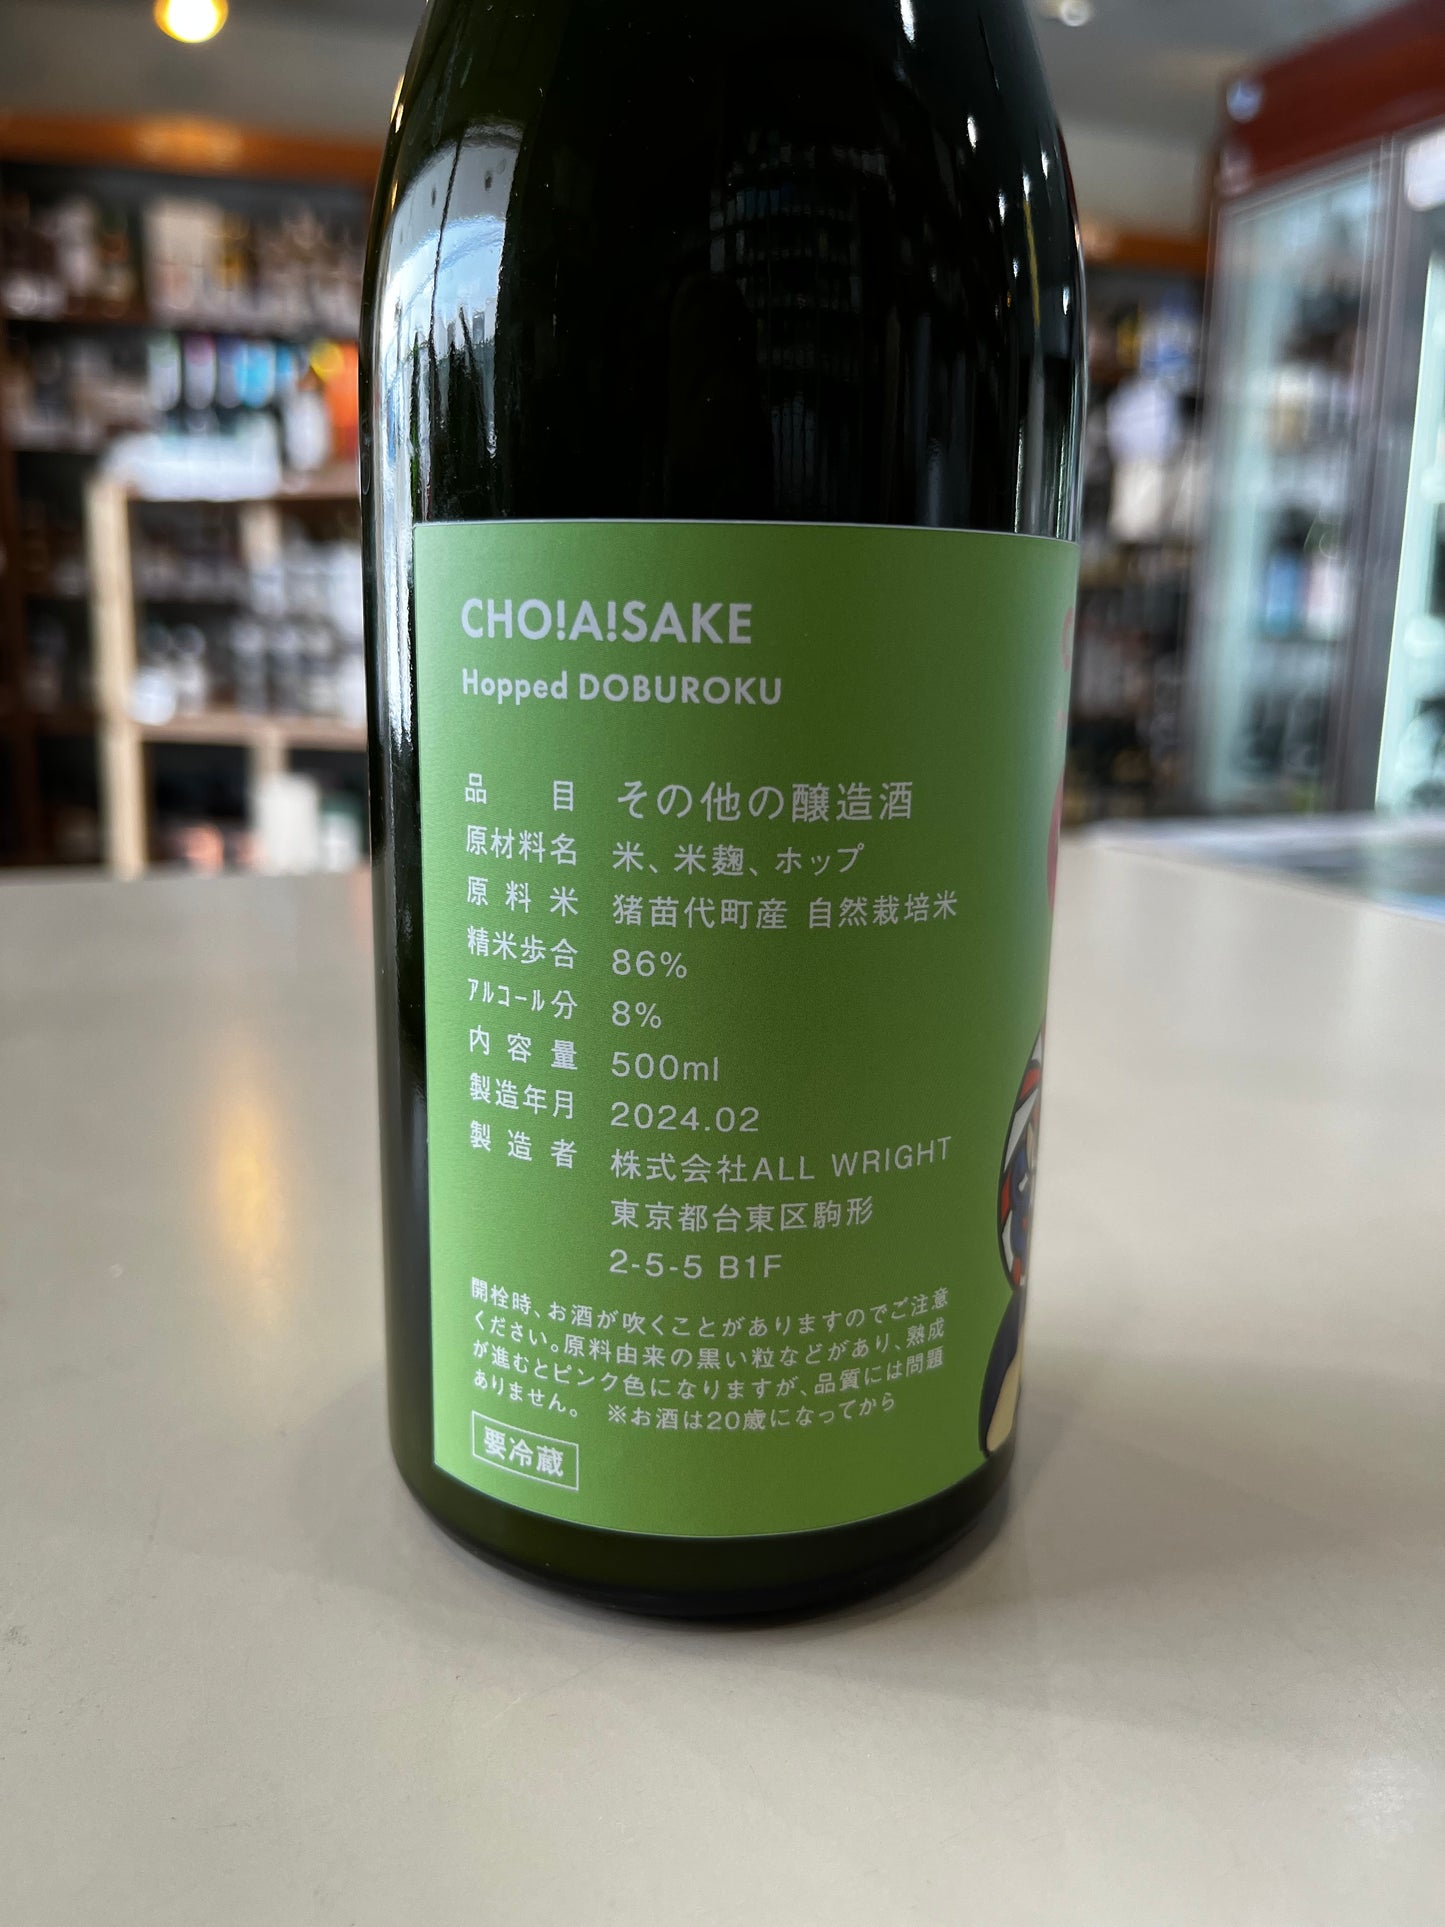 CHO!A!SAKE
Hopped DOBUROKU
品目 その他の醸造酒
原材料名 米、米麹、ホップ
原料米 猪苗代町産 自然栽培米
精米歩合 86%
アルコール分 8%
内容量 500ml
製造年月 2024.02
製造者 株式会社ALL WRIGHT
東京都台東区駒形
2-5-5 B1F
開栓時、お酒が吹くことがありますのでご注意
ください。原料由来の黒い粒などがあり、熟成
が進むとピンク色になりますが、品質には問題
ありません。 ※お酒は20歳になってから
要冷蔵